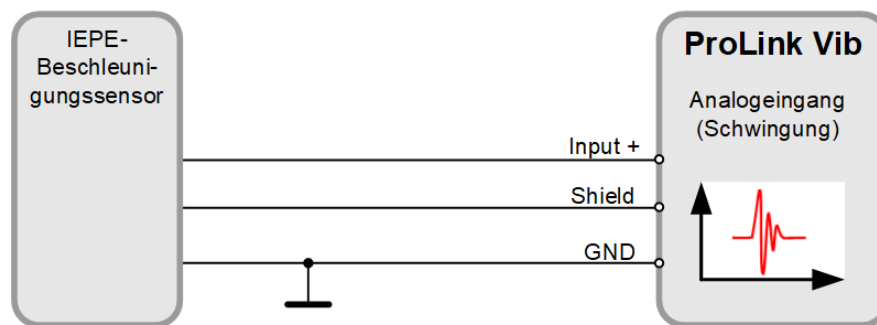 IEPE-
Beschleuni-
gungssensor
ProLink Vib
Analogeingang
(Schwingung)
Input +
Shield
GND